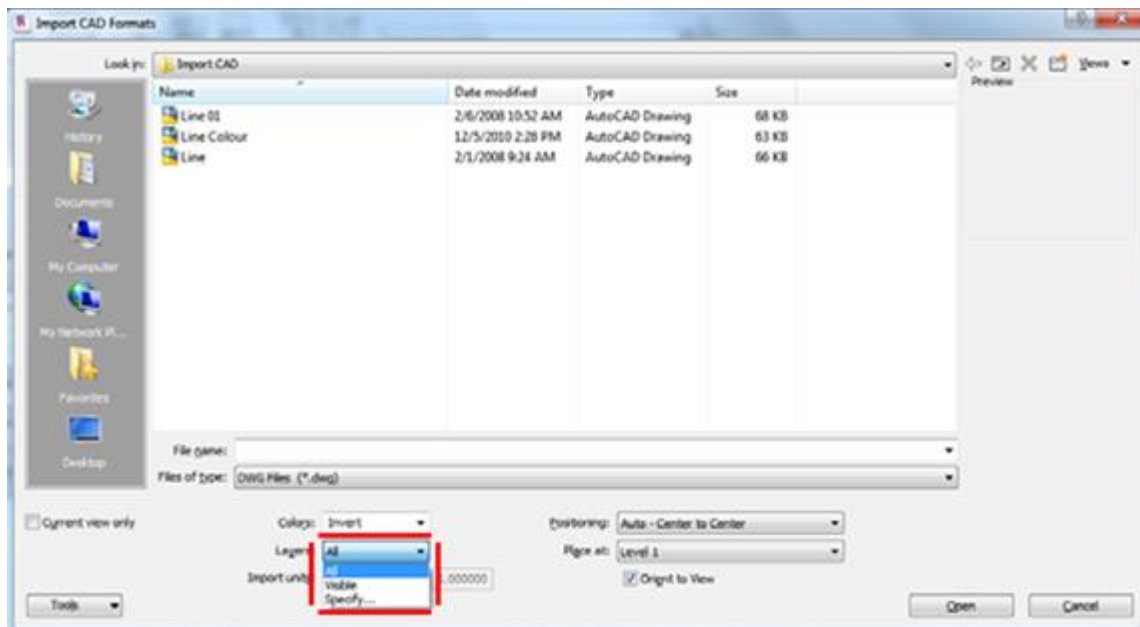 Import CAD Formats
Look in: Import CAD
Views
Preview
Name Date modified Type Size
Line 01 2/6/2008 10:52 AM AutoCAD Drawing 68 KB
Line Colour 12/5/2010 2:28 PM AutoCAD Drawing 63 KB
Line 2/1/2008 9:24 AM AutoCAD Drawing 66 KB
History
Documents
My Computer
My Network Pl...
Favorites
Desktop
File name:
Files of type: DWG Files (*.dwg)
Current view only
Colors: Invert
Positioning: Auto - Center to Center
Layers: All
Place at: Level 1
All
Import units
.000000
Orient to View
Visible
Specify...
Tools
Open
Cancel